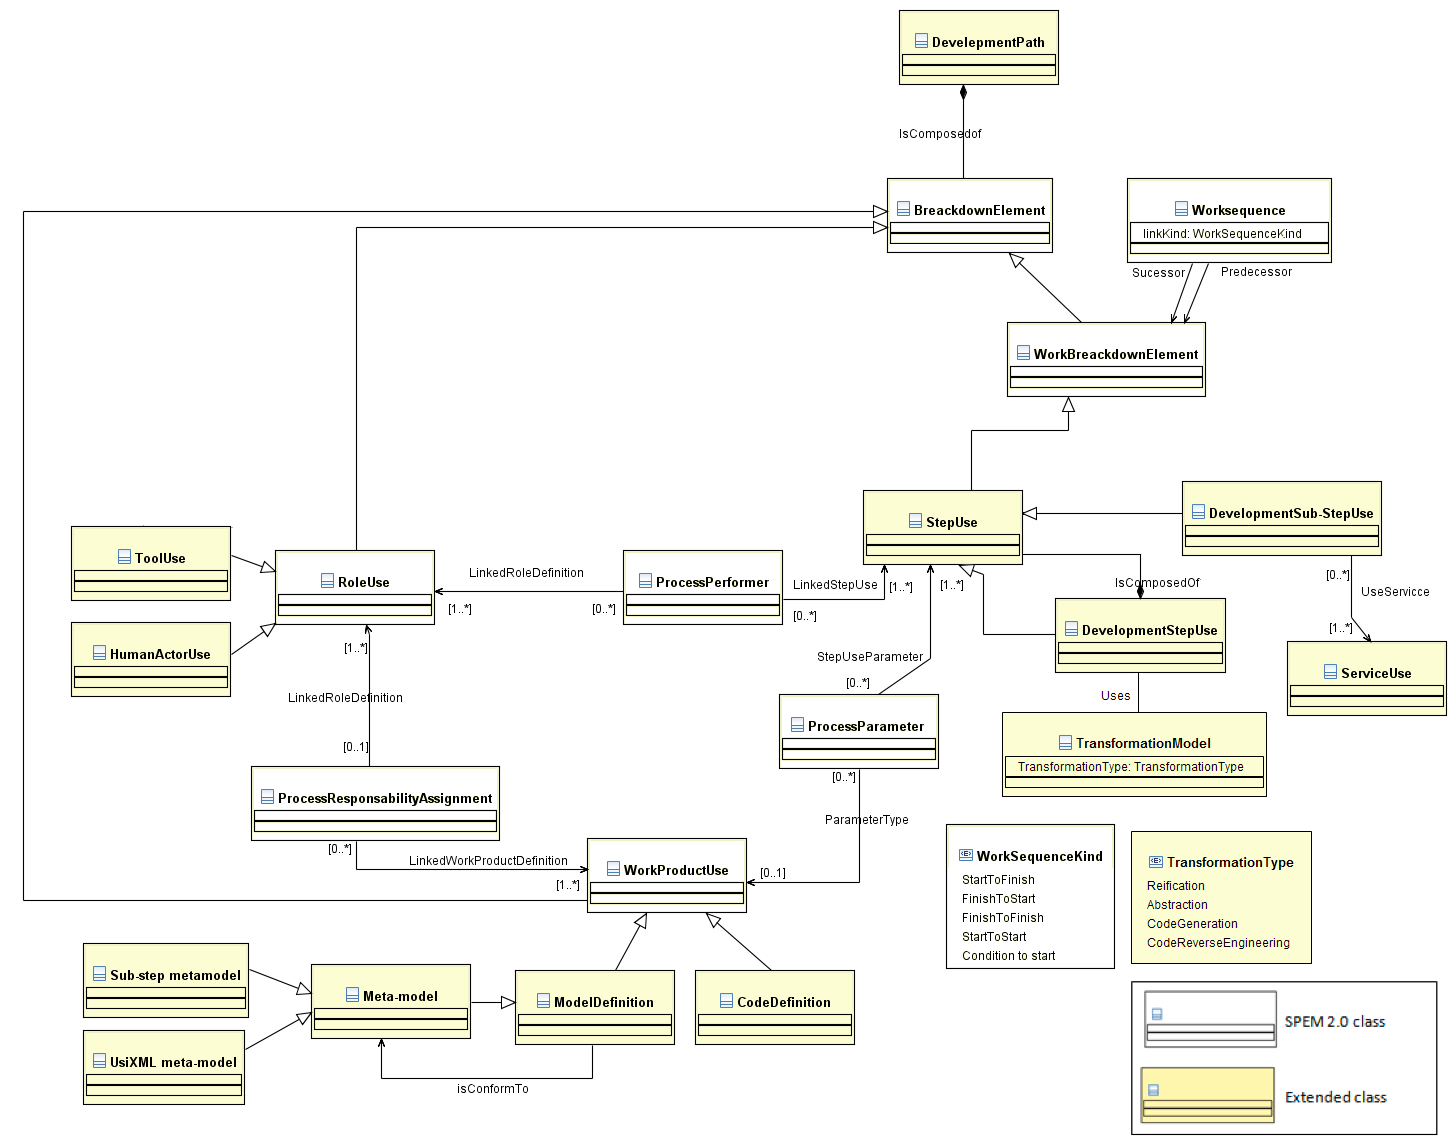 DevelepmentPath
IsComposedof
BreackdownElement
Worksequence
linkKind: WorkSequenceKind
Sucessor
Predecessor
WorkBreackdownElement
StepUse
DevelopmentSub-StepUse
ToolUse
RoleUse
ProcessPerformer
LinkedRoleDefinition
[1..*]
[0..*]
LinkedStepUse
[1..*]
[0..*]
[1..*]
IsComposedOf
[0..*]
UseServicce
[1..*]
HumanActorUse
DevelopmentStepUse
ServiceUse
[1..*]
LinkedRoleDefinition
[0..1]
StepUseParameter
[0..*]
Uses
ProcessParameter
[0..*]
TransformationModel
TransformationType: TransformationType
ProcessResponsabilityAssignment
[0..*]
LinkedWorkProductDefinition
[1..*]
ParameterType
[0..1]
WorkProductUse
WorkSequenceKind
StartToFinish
FinishToStart
FinishToFinish
StartToStart
Condition to start
TransformationType
Reification
Abstraction
CodeGeneration
CodeReverseEngineering
Sub-step metamodel
Meta-model
ModelDefinition
CodeDefinition
UsiXML meta-model
isConformTo
SPEM 2.0 class
Extended class